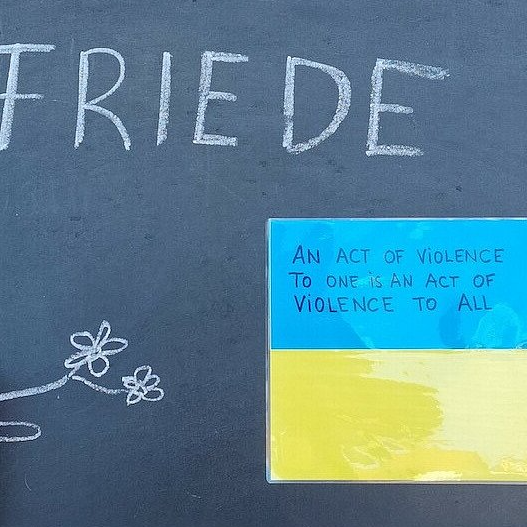 FRIEDE
AN ACT OF VIOLENCE
TO ONE IS AN ACT OF
VIOLENCE TO ALL